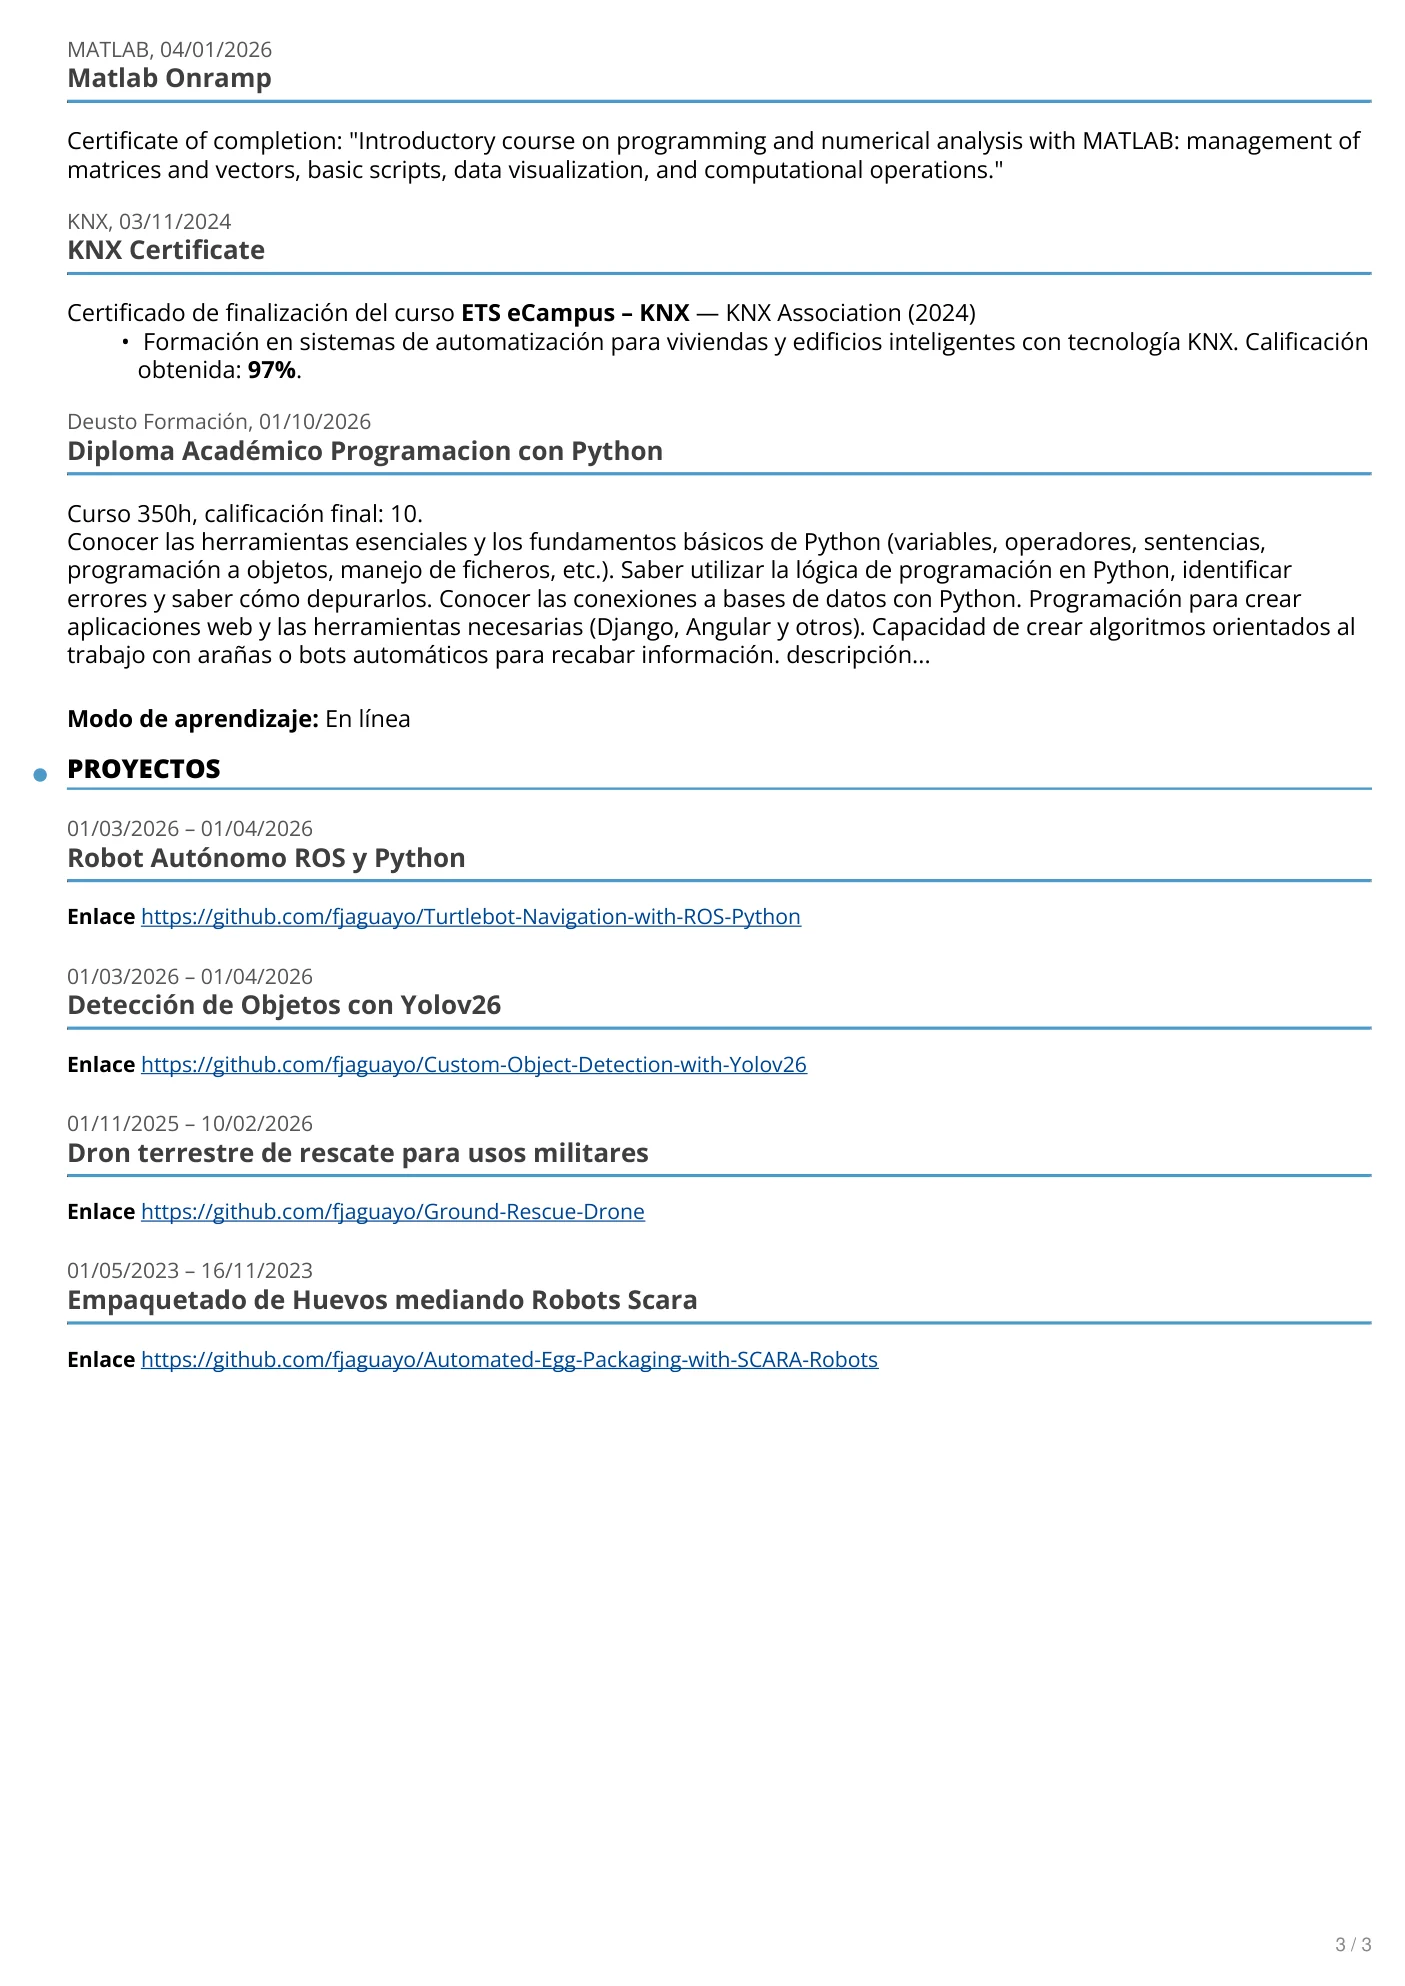 MATLAB, 04/01/2026
Matlab Onramp
Certificate of completion: "Introductory course on programming and numerical analysis with MATLAB: management of
matrices and vectors, basic scripts, data visualization, and computational operations."
KNX, 03/11/2024
KNX Certificate
Certificado de finalización del curso ETS eCampus – KNX — KNX Association (2024)
• Formación en sistemas de automatización para viviendas y edificios inteligentes con tecnología KNX. Calificación
obtenida: 97%.
Deusto Formación, 01/10/2026
Diploma Académico Programacion con Python
Curso 350h, calificación final: 10.
Conocer las herramientas esenciales y los fundamentos básicos de Python (variables, operadores, sentencias,
programación a objetos, manejo de ficheros, etc.). Saber utilizar la lógica de programación en Python, identificar
errores y saber cómo depurarlos. Conocer las conexiones a bases de datos con Python. Programación para crear
aplicaciones web y las herramientas necesarias (Django, Angular y otros). Capacidad de crear algoritmos orientados al
trabajo con arañas o bots automáticos para recabar información. descripción...
Modo de aprendizaje: En línea
PROYECTOS
01/03/2026 – 01/04/2026
Robot Autónomo ROS y Python
Enlace https://github.com/fjaguayo/Turtlebot-Navigation-with-ROS-Python
01/03/2026 – 01/04/2026
Detección de Objetos con Yolov26
Enlace https://github.com/fjaguayo/Custom-Object-Detection-with-Yolov26
01/11/2025 – 10/02/2026
Dron terrestre de rescate para usos militares
Enlace https://github.com/fjaguayo/Ground-Rescue-Drone
01/05/2023 – 16/11/2023
Empaquetado de Huevos mediando Robots Scara
Enlace https://github.com/fjaguayo/Automated-Egg-Packaging-with-SCARA-Robots
3 / 3